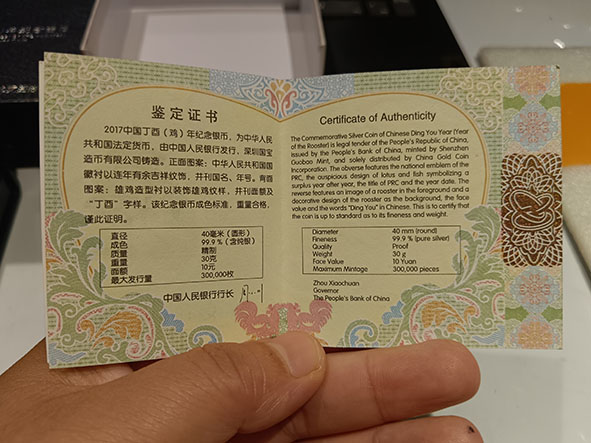 鉴定证书
2017中国丁酉（鸡）年纪念银币，为中华人民
共和国法定货币，由中国人民银行发行，深圳国宝
造币有限公司铸造。正面图案：中华人民共和国国
徽衬以连年有余吉祥纹饰，并刊国名、年号。背面
图案：雄鸡造型衬以装饰雄鸡纹样，并刊面额及
“丁酉”字样。该纪念银币成色标准，重量合格，
谨此证明。
直径 40毫米（圆形）
成色 99.9％（含纯银）
质量 精制
重量 30克
面额 10元
最大发行量 300,000枚
中国人民银行行长
Certificate of Authenticity
The Commemorative Silver Coin of Chinese Ding You Year (Year
of the Rooster) is legal tender of the People's Republic of China,
issued by the People's Bank of China, minted by Shenzhen
Guobao Mint, and solely distributed by China Gold Coin
Incorporation. The obverse features the national emblem of the
PRC, the auspicious design of lotus and fish symbolizing a
surplus year after year, the title of PRC and the year date. The
reverse features an image of a rooster in the foreground and a
decorative design of the rooster as the background, the face
value and the words "Ding You" in Chinese. This is to certify that
the coin is up to standard as to its fineness and weight.
Diameter 40 mm (round)
Fineness 99.9 % (pure silver)
Quality Proof
Weight 30 g
Face Value 10 Yuan
Maximum Mintage 300,000 pieces
Zhou Xiaochuan
Governor
The People's Bank of China